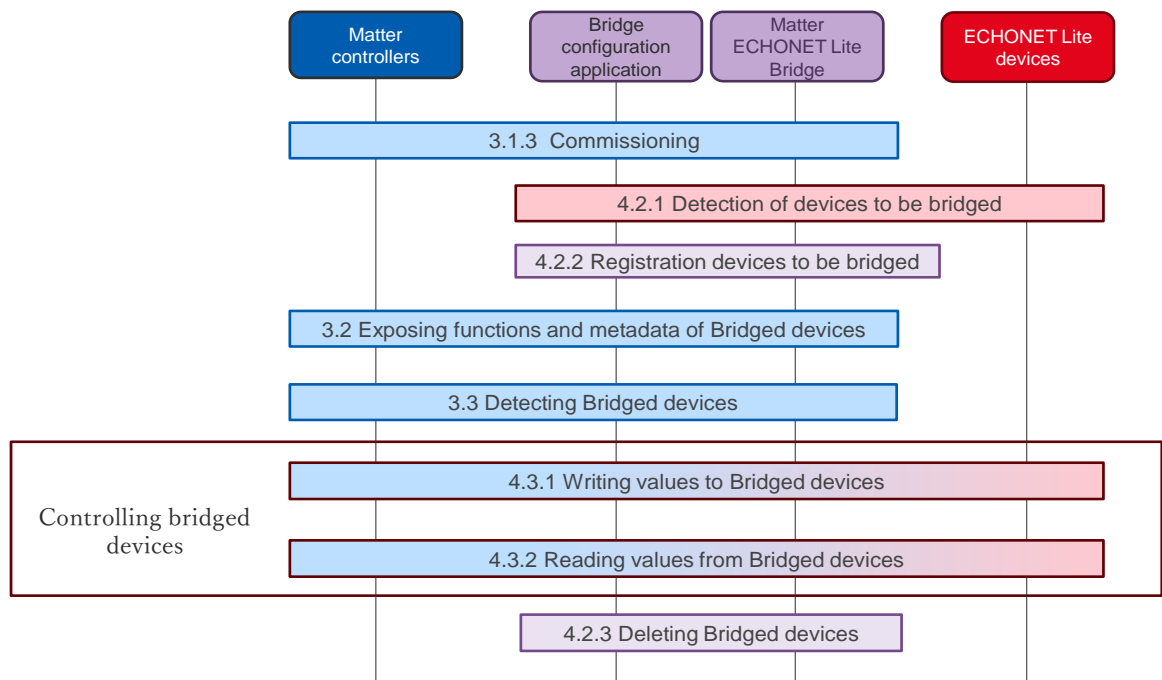 Matter
controllers
Bridge
configuration
application
Matter
ECHONET Lite
Bridge
ECHONET Lite
devices
3.1.3 Commissioning
4.2.1 Detection of devices to be bridged
4.2.2 Registration devices to be bridged
3.2 Exposing functions and metadata of Bridged devices
3.3 Detecting Bridged devices
Controlling bridged
devices
4.3.1 Writing values to Bridged devices
4.3.2 Reading values from Bridged devices
4.2.3 Deleting Bridged devices